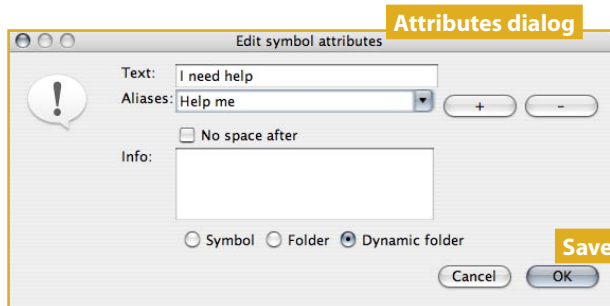 Attributes dialog
Edit symbol attributes
Text: I need help
Aliases: Help me + -
No space after
Info:
Symbol Folder Dynamic folder
Save
Cancel OK